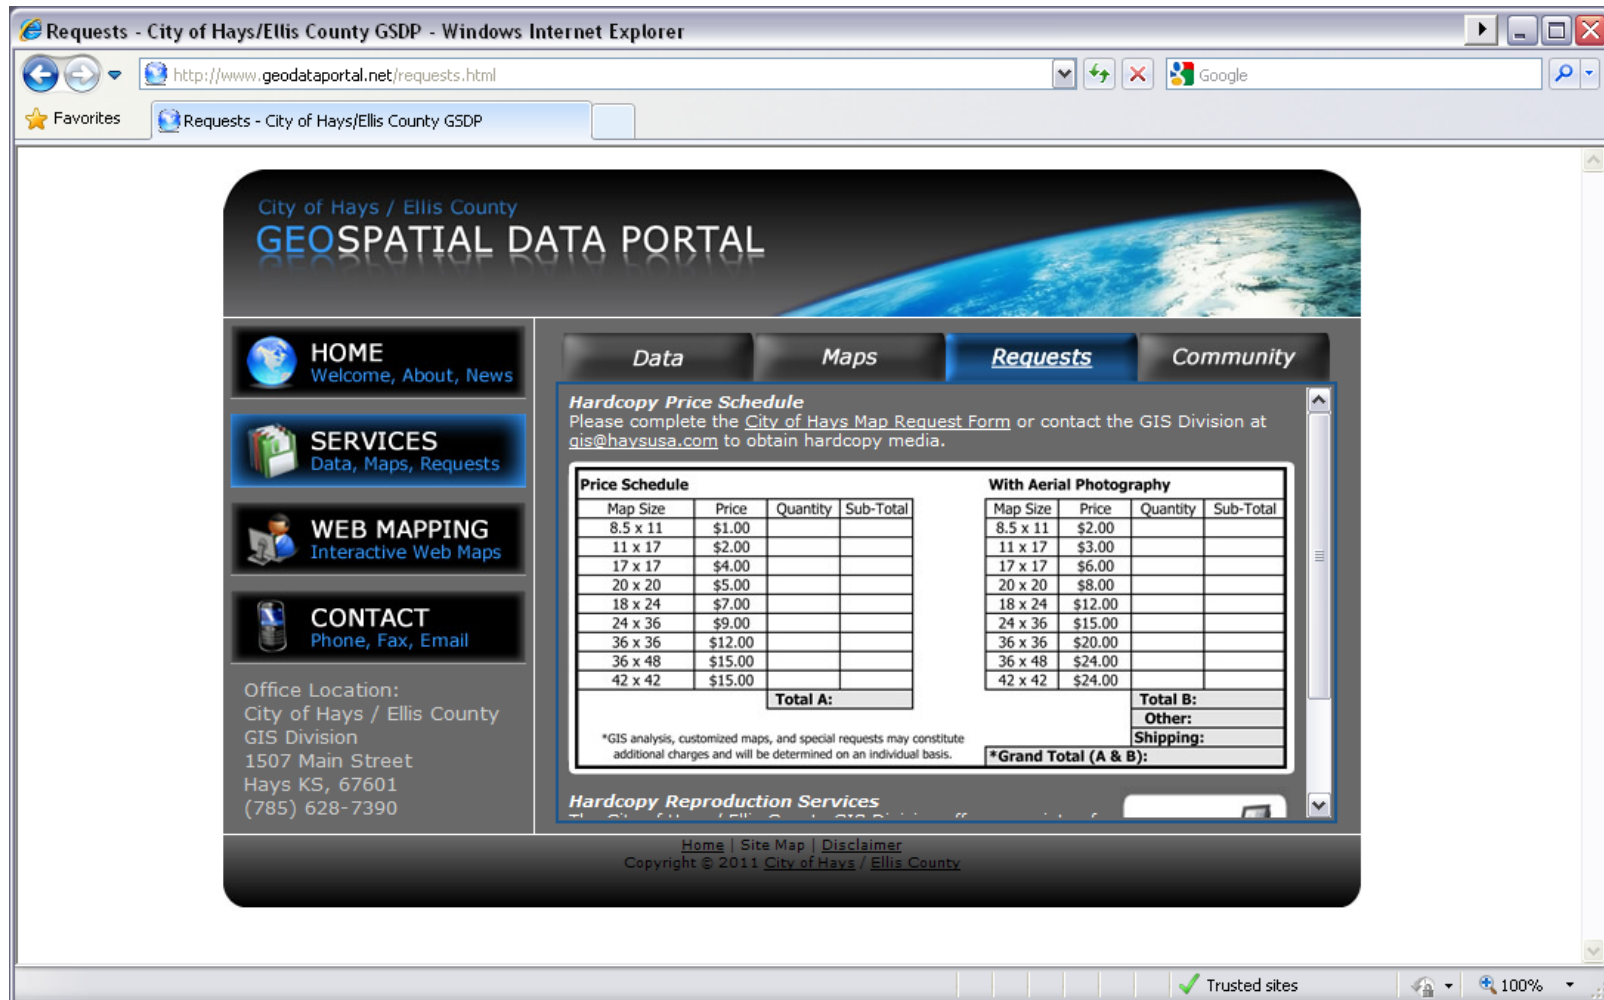 Requests - City of Hays/Ellis County GSDP - Windows Internet Explorer
http://www.geodataportal.net/requests.html
Google
Favorites
Requests - City of Hays/Ellis County GSDP
City of Hays / Ellis County
GEOSPATIAL DATA PORTAL
HOME
Welcome, About, News
SERVICES
Data, Maps, Requests
WEB MAPPING
Interactive Web Maps
CONTACT
Phone, Fax, Email
Office Location:
City of Hays / Ellis County
GIS Division
1507 Main Street
Hays KS, 67601
(785) 628-7390
Data Maps Requests Community
Hardcopy Price Schedule
Please complete the City of Hays Map Request Form or contact the GIS Division at
gis@haysusa.com to obtain hardcopy media.
Price Schedule
Map Size Price Quantity Sub-Total
8.5 x 11 $1.00
11 x 17 $2.00
17 x 17 $4.00
20 x 20 $5.00
18 x 24 $7.00
24 x 36 $9.00
36 x 36 $12.00
36 x 48 $15.00
42 x 42 $15.00
Total A:
*GIS analysis, customized maps, and special requests may constitute
additional charges and will be determined on an individual basis.
With Aerial Photography
Map Size Price Quantity Sub-Total
8.5 x 11 $2.00
11 x 17 $3.00
17 x 17 $6.00
20 x 20 $8.00
18 x 24 $12.00
24 x 36 $15.00
36 x 36 $20.00
36 x 48 $24.00
42 x 42 $24.00
Total B:
Other:
Shipping:
*Grand Total (A & B):
Hardcopy Reproduction Services
Home | Site Map | Disclaimer
Copyright © 2011 City of Hays / Ellis County
Trusted sites
100%